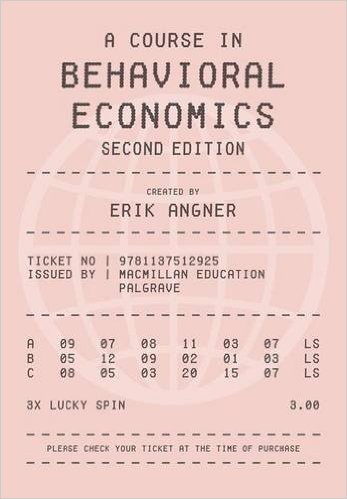 A COURSE IN
BEHAVIORAL
ECONOMICS
SECOND EDITION
CREATED BY
ERIK ANGNER
TICKET NO | 9781137512925
ISSUED BY | MACMILLAN EDUCATION
PALGRAVE
A 09 07 08 11 03 07 LS
B 05 12 09 02 01 03 LS
C 08 05 03 20 15 07 LS
3X LUCKY SPIN 3.00
PLEASE CHECK YOUR TICKET AT THE TIME OF PURCHASE